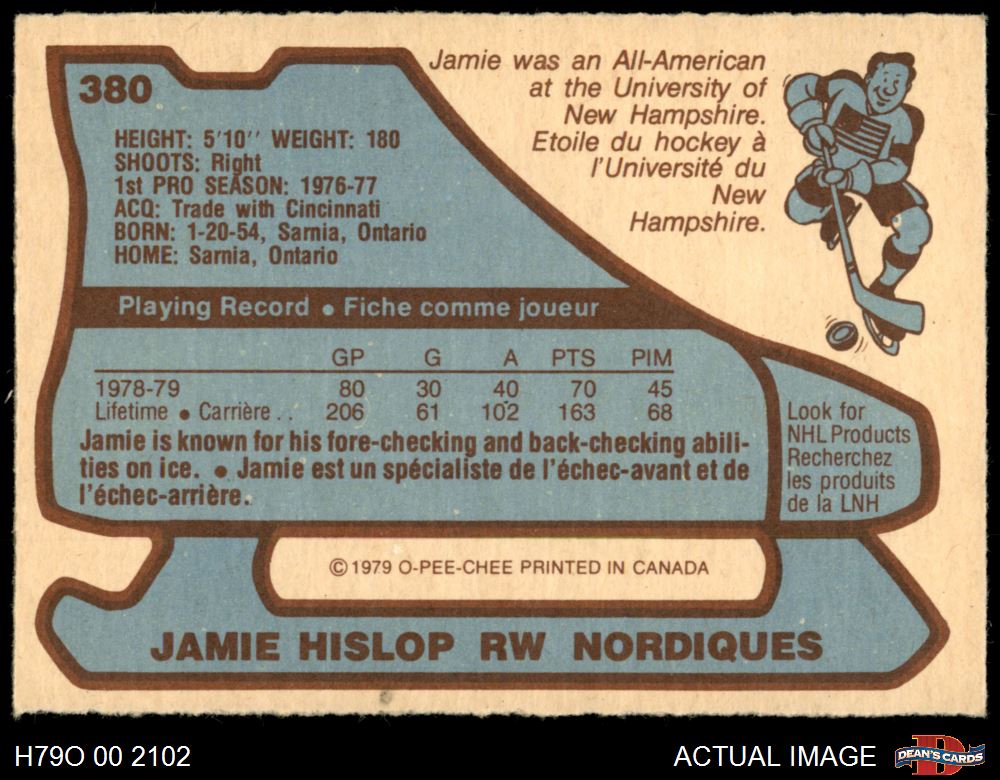 380
HEIGHT: 5'10'' WEIGHT: 180
SHOOTS: Right
1st PRO SEASON: 1976-77
ACQ: Trade with Cincinnati
BORN: 1-20-54, Sarnia, Ontario
HOME: Sarnia, Ontario
Jamie was an All-American
at the University of
New Hampshire.
Etoile du hockey à
l'Université du
New
Hampshire.
Playing Record • Fiche comme joueur
GP G A PTS PIM
1978-79 80 30 40 70 45
Lifetime • Carrière . . 206 61 102 163 68
Jamie is known for his fore-checking and back-checking abili-
ties on ice. • Jamie est un spécialiste de l'échec-avant et de
l'échec-arrière.
Look for
NHL Products
Recherchez
les produits
de la LNH
© 1979 O-PEE-CHEE PRINTED IN CANADA
JAMIE HISLOP RW NORDIQUES
H79O 00 2102
ACTUAL IMAGE
D
DEAN'S CARDS